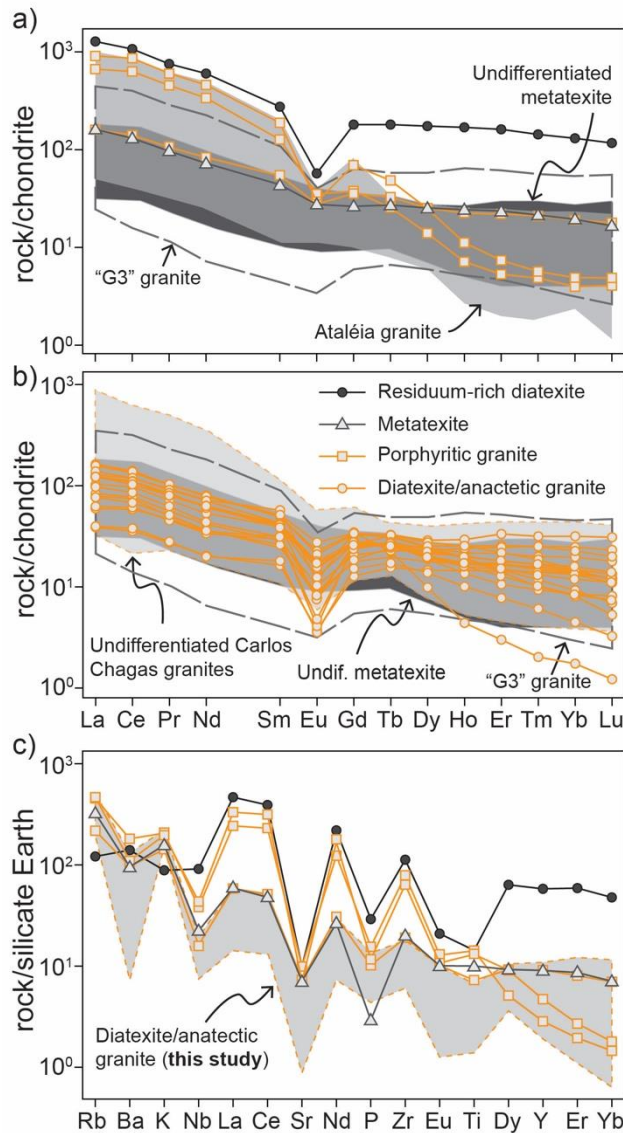 a)
10³
10²
10¹
10⁰
rock/chondrite
Undifferentiated
metatexite
"G3" granite
Ataléia granite
b)
10³
10²
10¹
10⁰
rock/chondrite
Residuum-rich diatexite
Metatexite
Porphyritic granite
Diatexite/anactetic granite
Undifferentiated Carlos
Chagas granites
Undif. metatexite
"G3" granite
La Ce Pr Nd Sm Eu Gd Tb Dy Ho Er Tm Yb Lu
c)
10³
10²
10¹
10⁰
rock/silicate Earth
Diatexite/anatectic
granite (this study)
Rb Ba K Nb La Ce Sr Nd P Zr Eu Ti Dy Y Er Yb